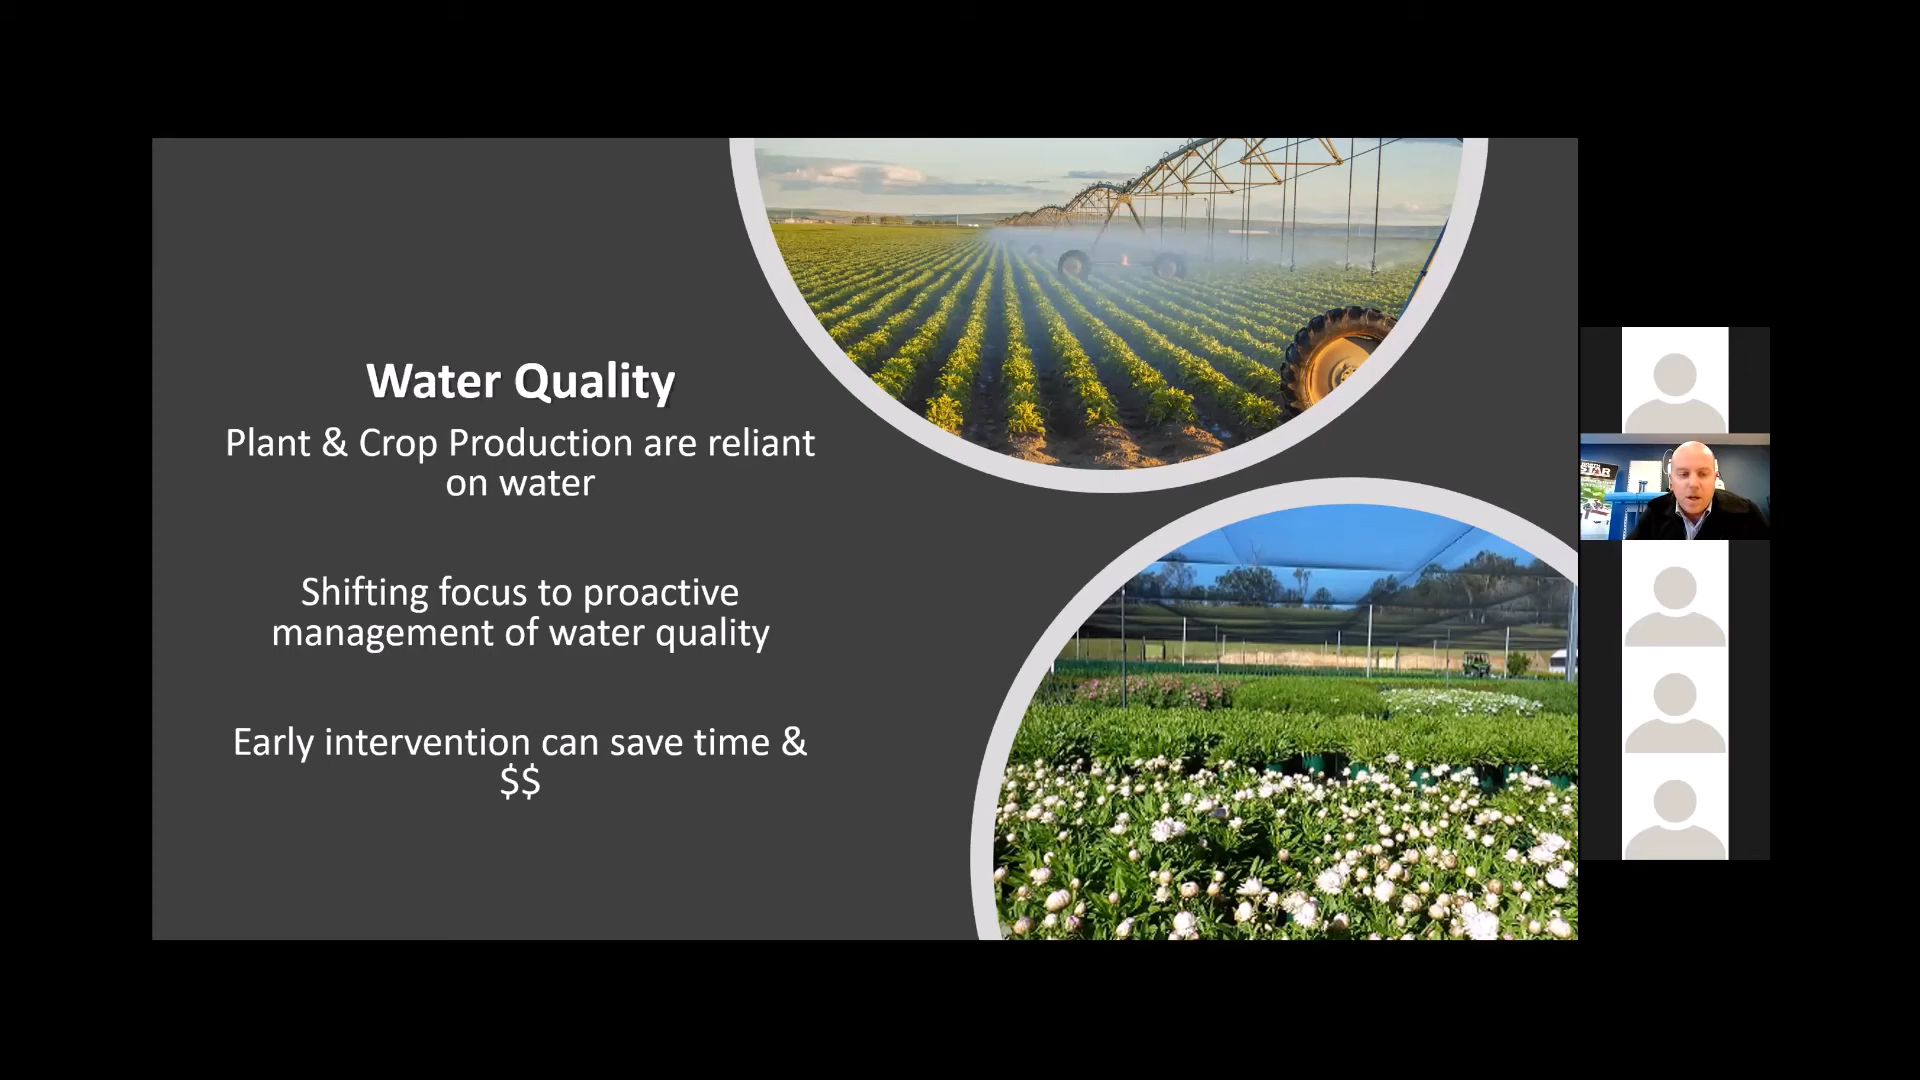 Water Quality
Plant & Crop Production are reliant
on water
Shifting focus to proactive
management of water quality
Early intervention can save time &
$$
STAR